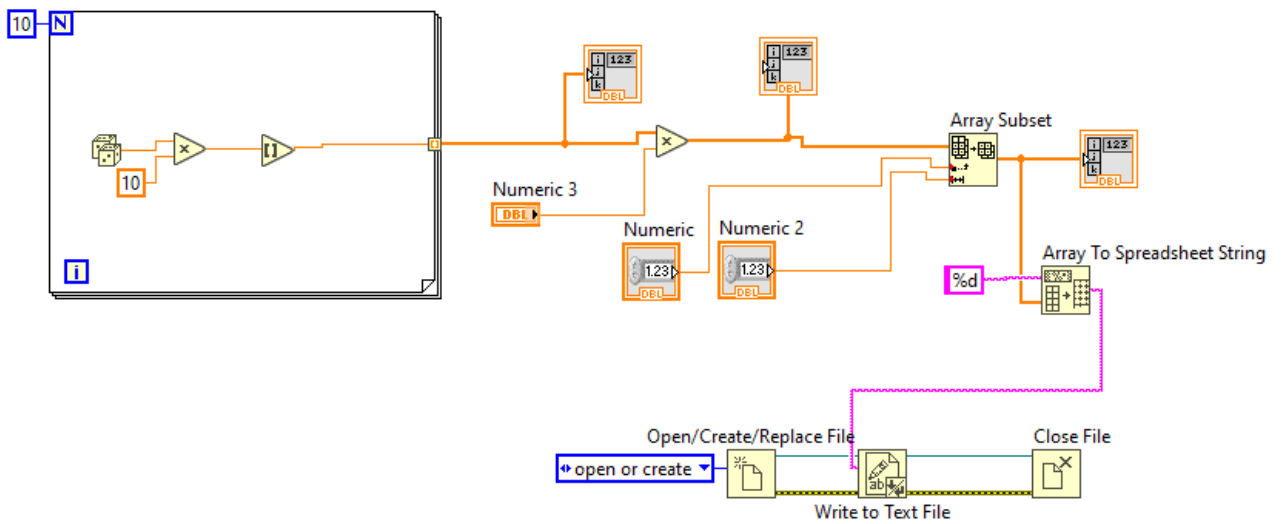 10
N
i
123
j
k
DBL
i
123
j
k
DBL
Array Subset
i
123
j
k
DBL
×
[]
10
×
Numeric 3
DBL
Numeric
Numeric 2
1.23
DBL
1.23
DBL
Array To Spreadsheet String
%d
i
Open/Create/Replace File
Close File
open or create
ab
Write to Text File